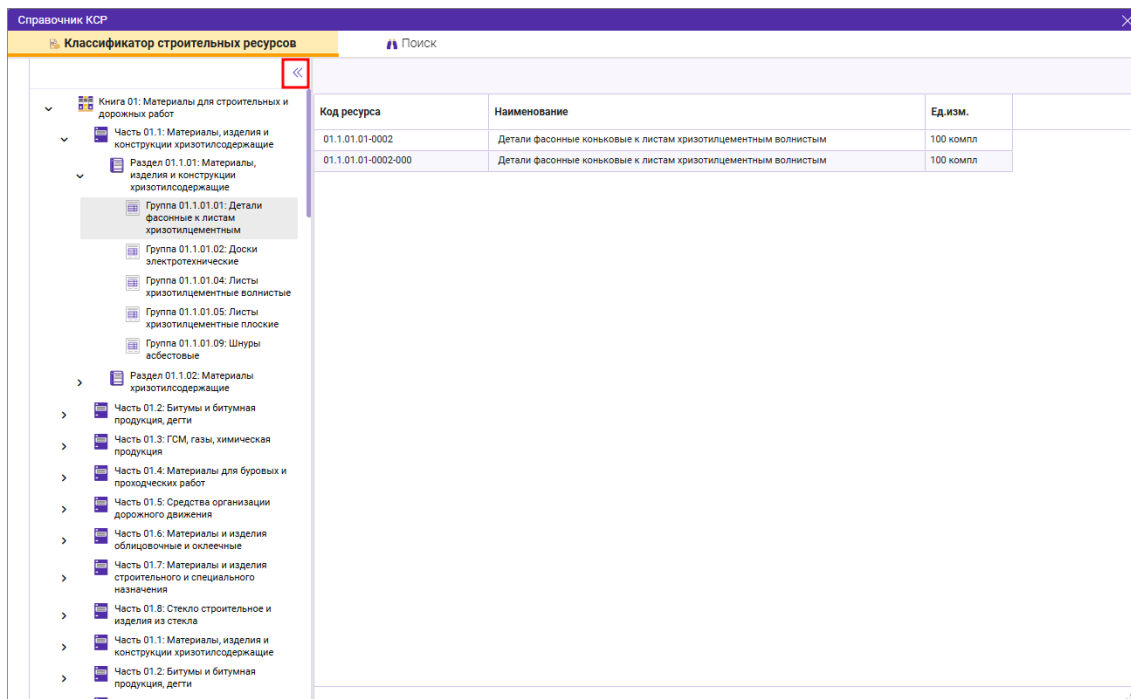 Справочник КСР
Классификатор строительных ресурсов
Поиск
Книга 01: Материалы для строительных и
дорожных работ
Часть 01.1: Материалы, изделия и
конструкции хризотилсодержащие
Раздел 01.1.01: Материалы,
изделия и конструкции
хризотилсодержащие
Группа 01.1.01.01: Детали
фасонные к листам
хризотилцементным
Группа 01.1.01.02: Доски
электротехнические
Группа 01.1.01.04: Листы
хризотилцементные волнистые
Группа 01.1.01.05: Листы
хризотилцементные плоские
Группа 01.1.01.09: Шнуры
асбестовые
Раздел 01.1.02: Материалы
хризотилсодержащие
Часть 01.2: Битумы и битумная
продукция, дегти
Часть 01.3: ГСМ, газы, химическая
продукция
Часть 01.4: Материалы для буровых и
проходческих работ
Часть 01.5: Средства организации
дорожного движения
Часть 01.6: Материалы и изделия
облицовочные и оклеечные
Часть 01.7: Материалы и изделия
строительного и специального
назначения
Часть 01.8: Стекло строительное и
изделия из стекла
Часть 01.1: Материалы, изделия и
конструкции хризотилсодержащие
Часть 01.2: Битумы и битумная
продукция, дегти
Код ресурса Наименование Ед.изм.
01.1.01.01-0002 Детали фасонные коньковые к листам хризотилцементным волнистым 100 компл
01.1.01.01-0002-000 Детали фасонные коньковые к листам хризотилцементным волнистым 100 компл